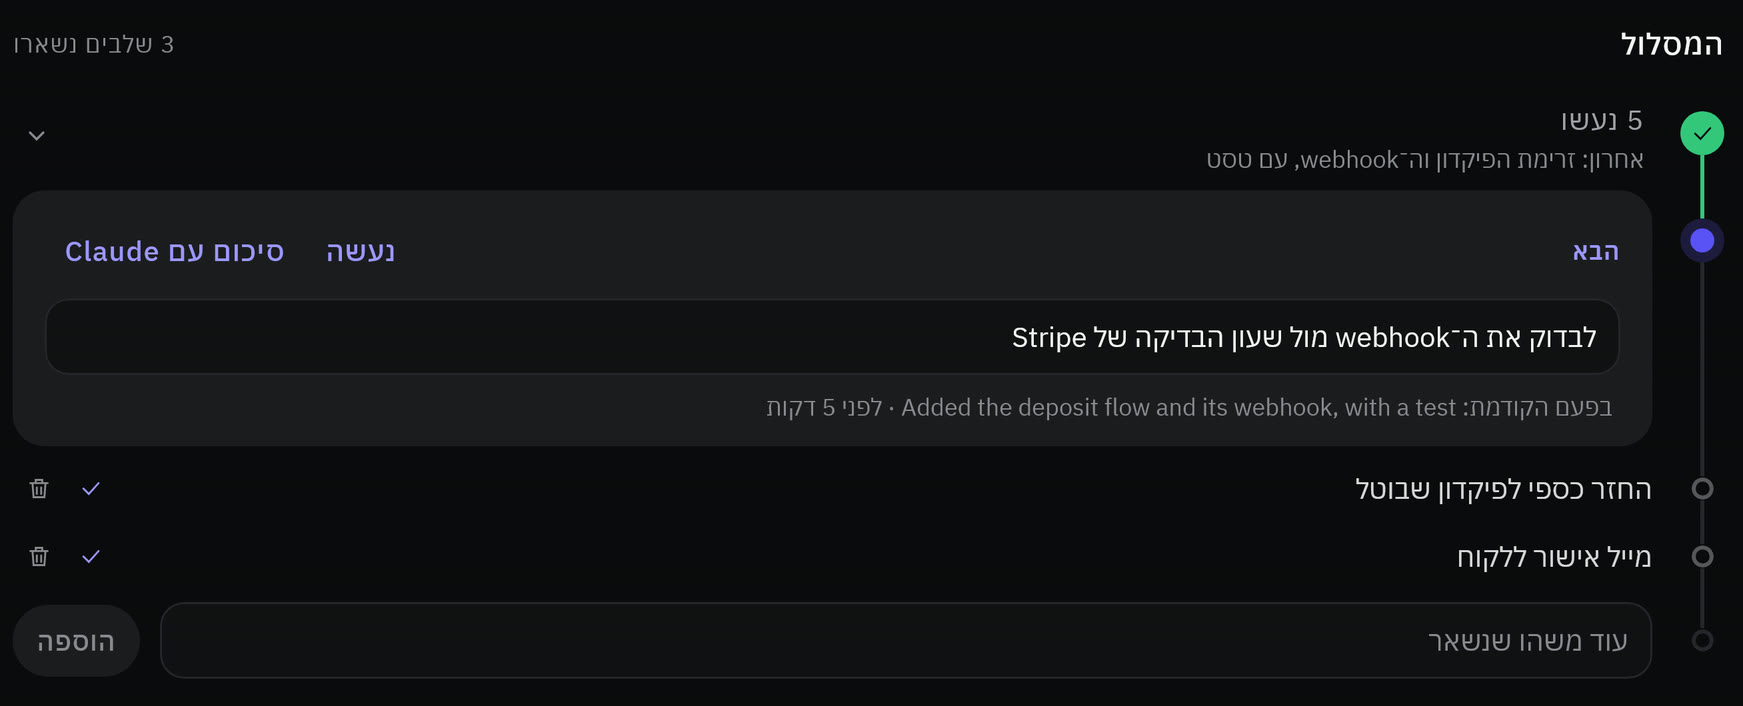 המסלול
3 שלבים נשארו
5 נעשו
אחרון: זרימת הפיקדון וה־webhook, עם טסט
הבא
נעשה
סיכום עם Claude
לבדוק את ה־webhook מול שעון הבדיקה של Stripe
בפעם הקודמת: Added the deposit flow and its webhook, with a test · לפני 5 דקות
החזר כספי לפיקדון שבוטל
מייל אישור ללקוח
עוד משהו שנשאר
הוספה